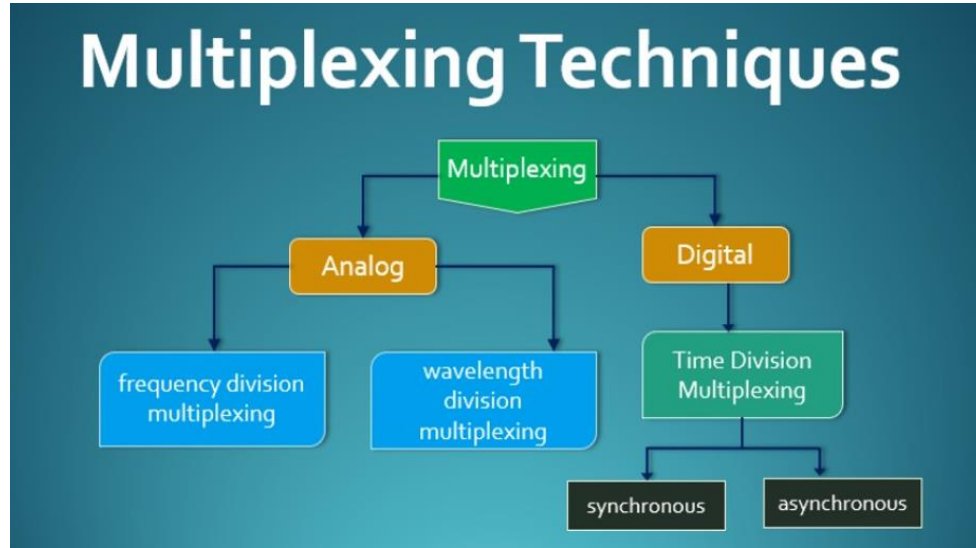 Multiplexing Techniques
Multiplexing
Analog
Digital
frequency division
multiplexing
wavelength
division
multiplexing
Time Division
Multiplexing
synchronous
asynchronous